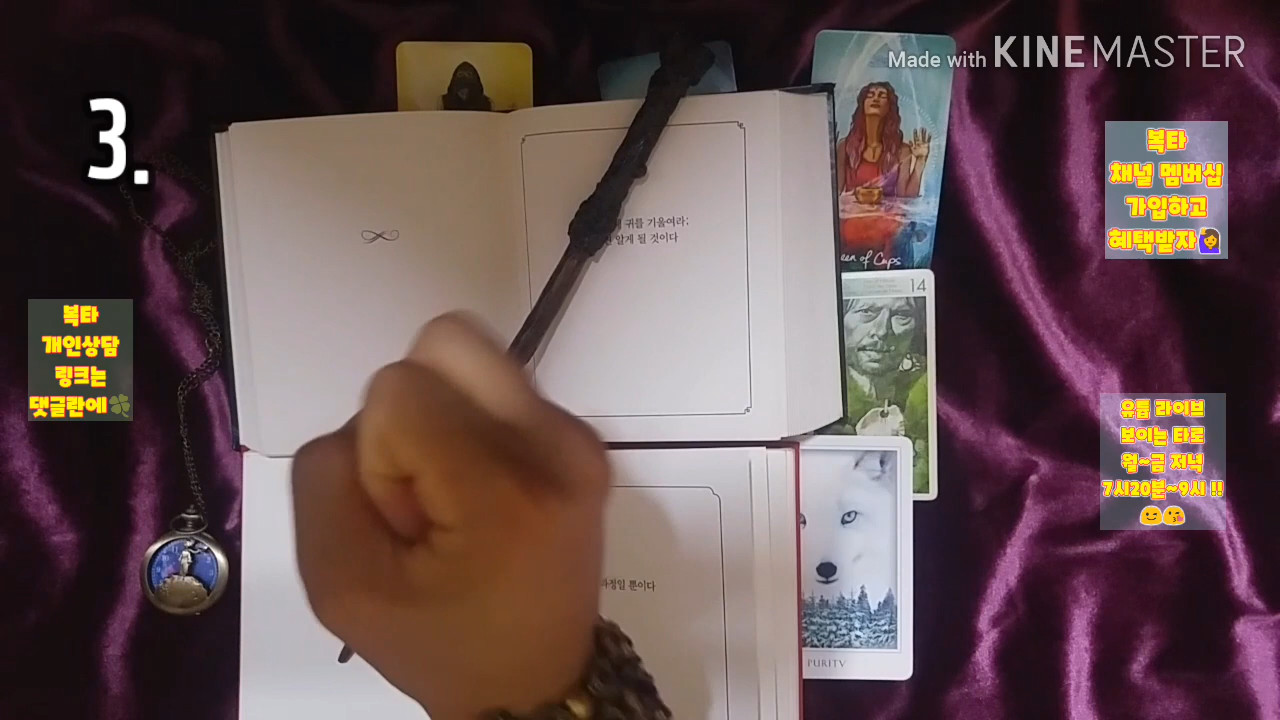 Made with KINEMASTER
3.
복타
채널 멤버십
가입하고
혜택받자
귀를 기울여라;
알게 될 것이다
een of Cups
14
복타
개인상담
링크는
댓글란에
유튭 라이브
보이는 타로
월~금 저녁
7시20분~9시 !!
뿐이다
PURITY